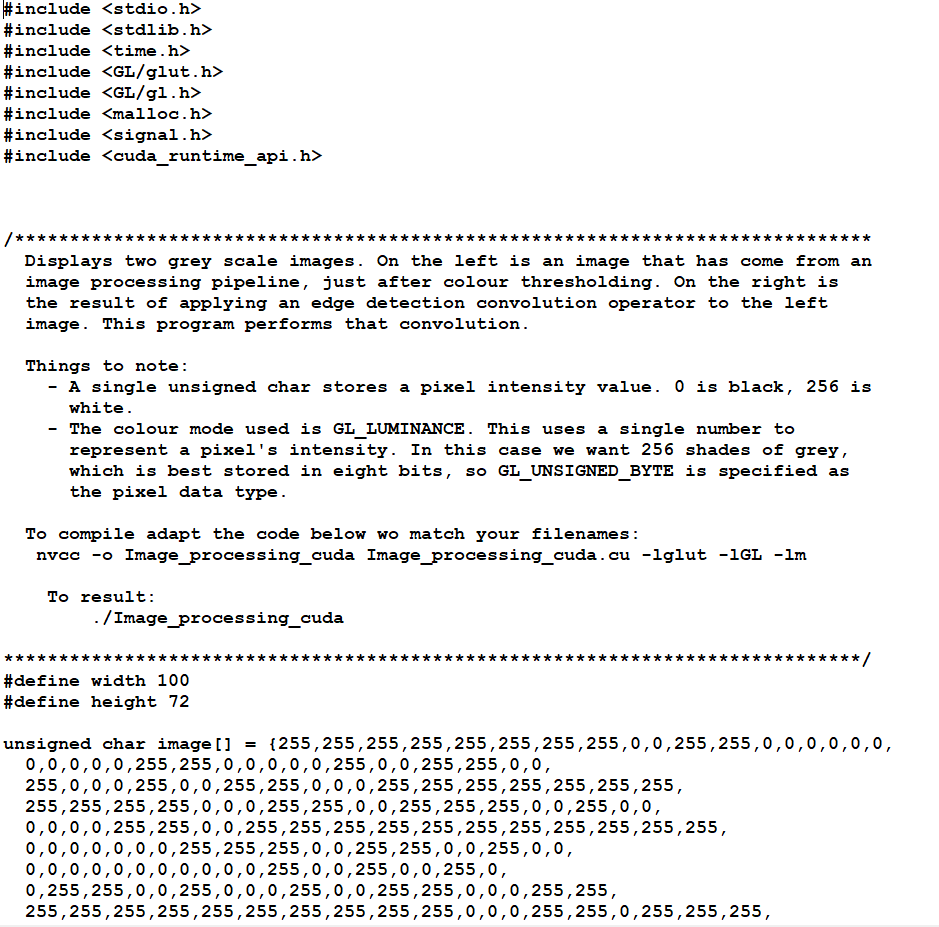 #include <stdio.h>
#include <stdlib.h>
#include <time.h>
#include <GL/glut.h>
#include <GL/gl.h>
#include <malloc.h>
#include <signal.h>
#include <cuda_runtime_api.h>
/******************************************************************************
Displays two grey scale images. On the left is an image that has come from an
image processing pipeline, just after colour thresholding. On the right is
the result of applying an edge detection convolution operator to the left
image. This program performs that convolution.
Things to note:
- A single unsigned char stores a pixel intensity value. 0 is black, 256 is
white.
- The colour mode used is GL_LUMINANCE. This uses a single number to
represent a pixel's intensity. In this case we want 256 shades of grey,
which is best stored in eight bits, so GL_UNSIGNED_BYTE is specified as
the pixel data type.
To compile adapt the code below wo match your filenames:
nvcc -o Image_processing_cuda Image_processing_cuda.cu -lglut -lGL -lm
To result:
./Image_processing_cuda
******************************************************************************/
#define width 100
#define height 72
unsigned char image[] = {255,255,255,255,255,255,255,255,0,0,255,255,0,0,0,0,0,0,
0,0,0,0,0,255,255,0,0,0,0,0,255,0,0,255,255,0,0,
255,0,0,0,255,0,0,255,255,0,0,0,255,255,255,255,255,255,255,
255,255,255,255,0,0,0,255,255,0,0,255,255,255,0,0,255,0,0,
0,0,0,0,255,255,0,0,255,255,255,255,255,255,255,255,255,255,255,
0,0,0,0,0,0,0,255,255,255,0,0,255,255,0,0,255,0,0,
0,0,0,0,0,0,0,0,0,0,0,255,0,0,255,0,0,255,0,
0,255,255,0,0,255,0,0,0,255,0,0,255,255,0,0,0,255,255,
255,255,255,255,255,255,255,255,255,255,0,0,0,255,255,0,255,255,255,